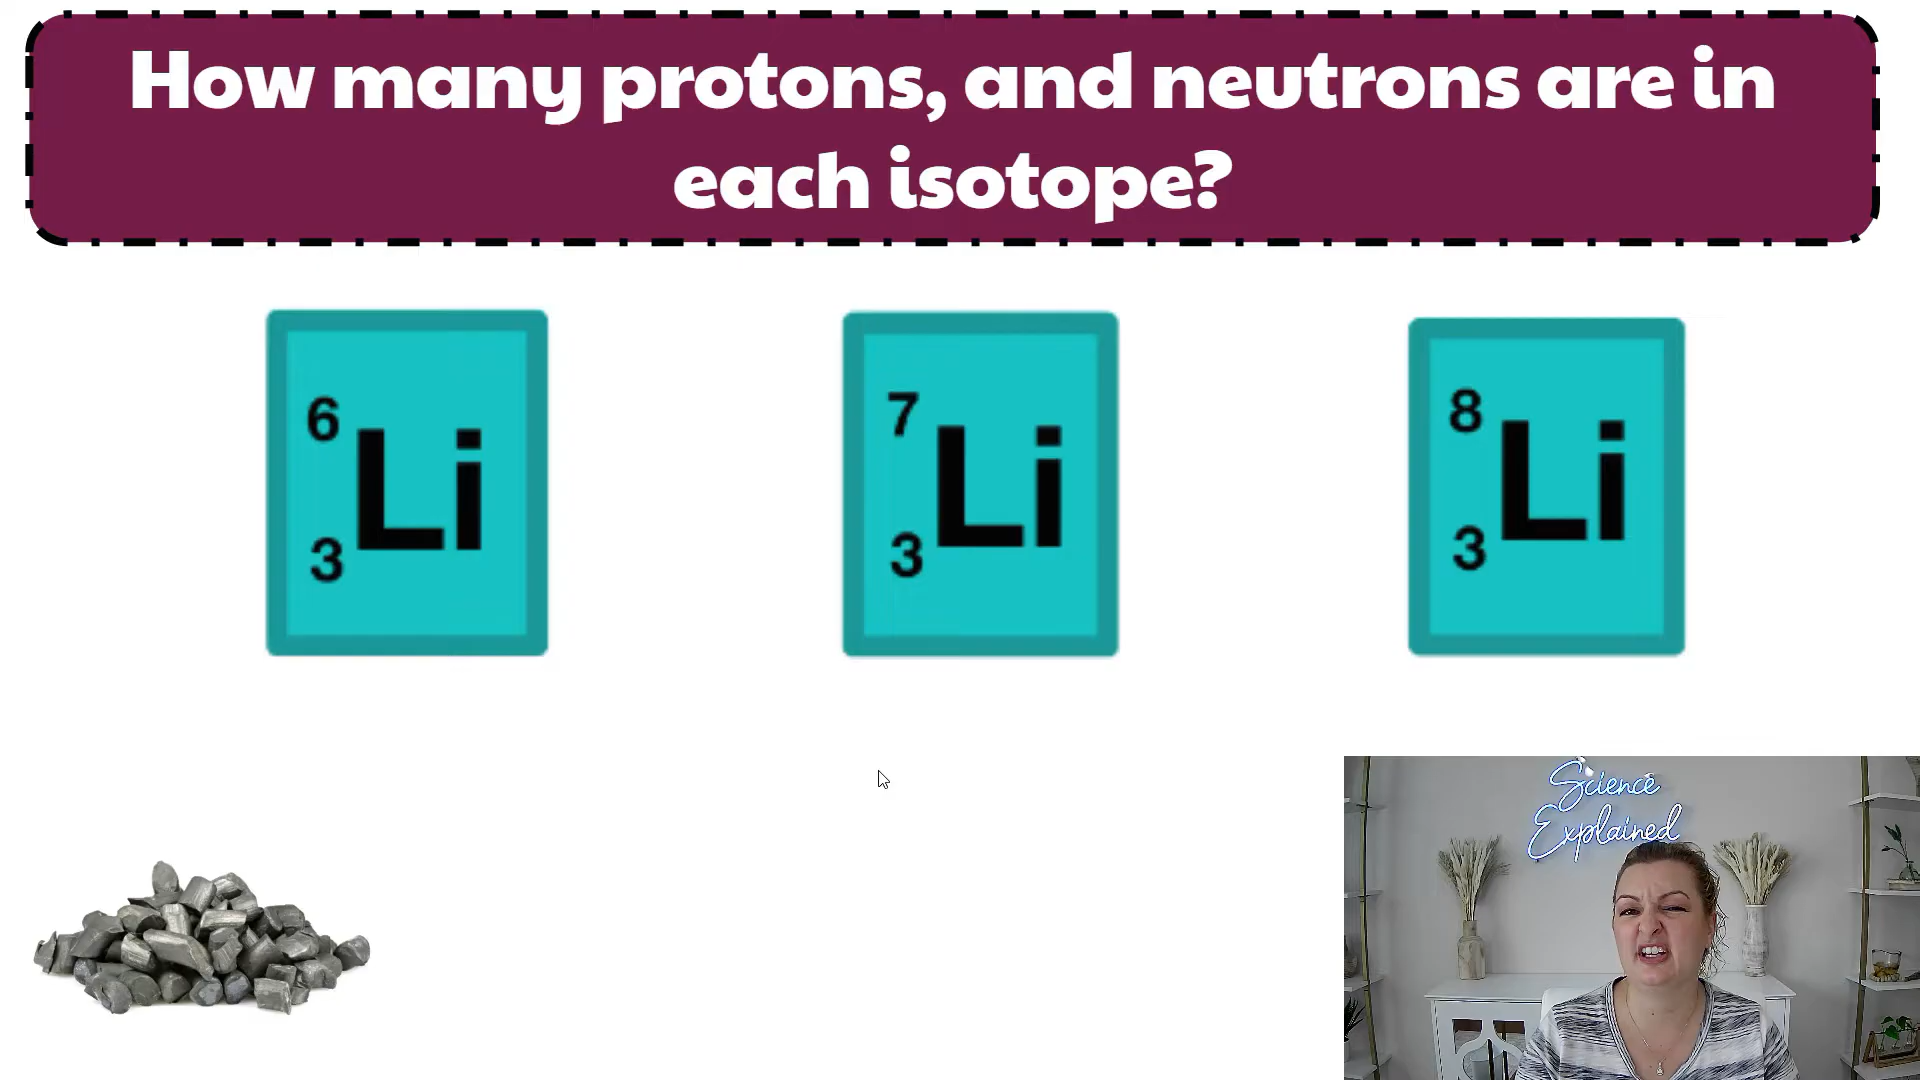 How many protons, and neutrons are in
each isotope?
6
Li
3
7
Li
3
8
Li
3
Science
Explained